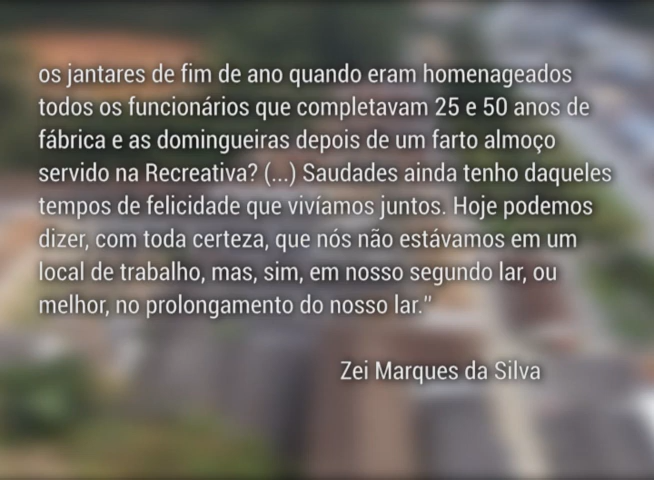 os jantares de fim de ano quando eram homenageados
todos os funcionários que completavam 25 e 50 anos de
fábrica e as domingueiras depois de um farto almoço
servido na Recreativa? (...) Saudades ainda tenho daqueles
tempos de felicidade que vivíamos juntos. Hoje podemos
dizer, com toda certeza, que nós não estávamos em um
local de trabalho, mas, sim, em nosso segundo lar, ou
melhor, no prolongamento do nosso lar."
Zei Marques da Silva